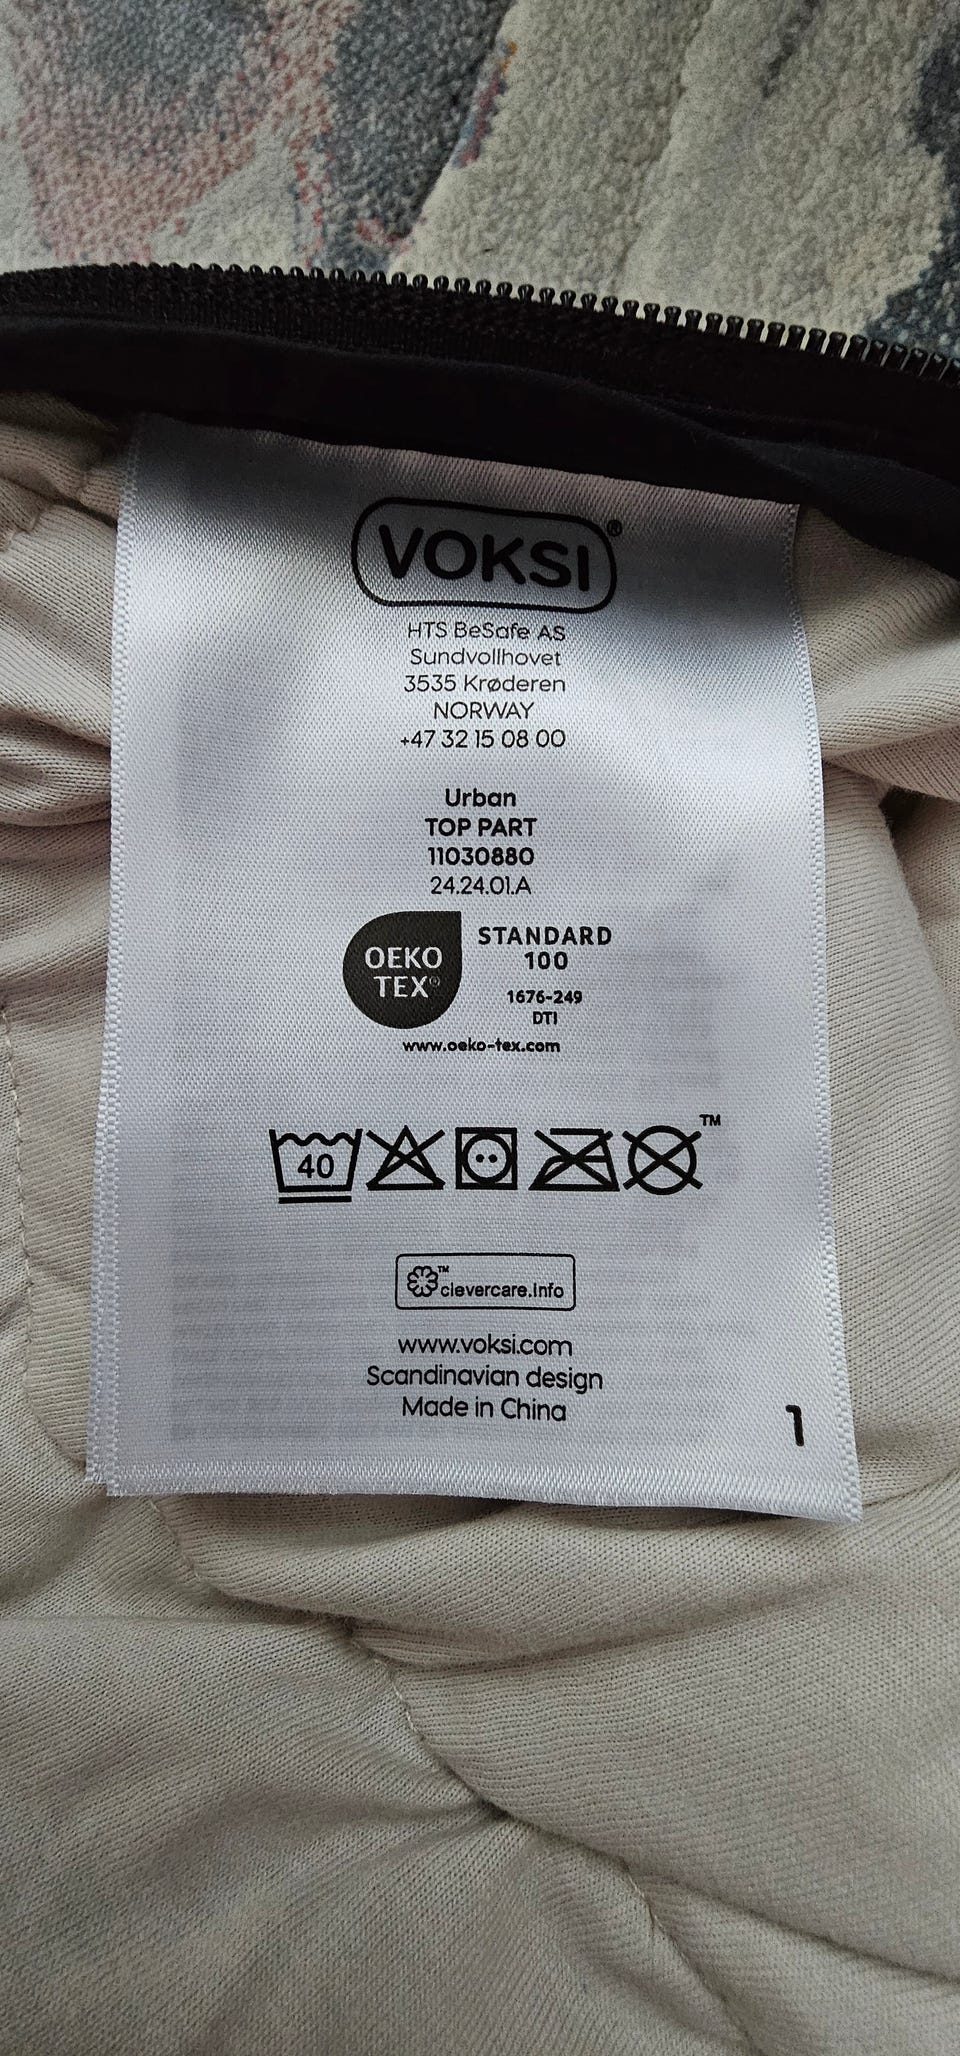 VOKSI®
HTS BeSafe AS
Sundvollhovet
3535 Krøderen
NORWAY
+47 32 15 08 00
Urban
TOP PART
11030880
24.24.01.A
OEKO
TEX®
STANDARD
100
1676-249
DTI
www.oeko-tex.com
40
TM
TM
clevercare.info
www.voksi.com
Scandinavian design
Made in China
1